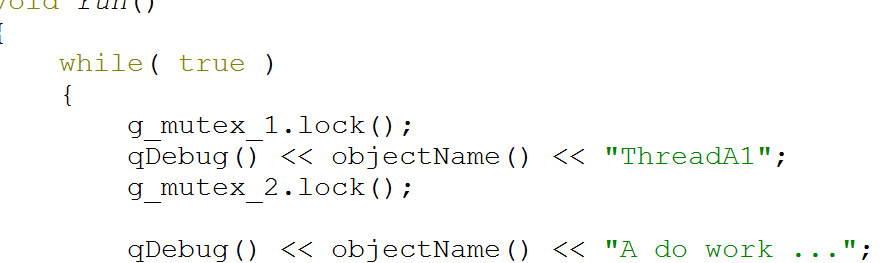 void run()
{
while( true )
{
g_mutex_1.lock();
qDebug() << objectName() << "ThreadA1";
g_mutex_2.lock();
qDebug() << objectName() << "A do work ...";